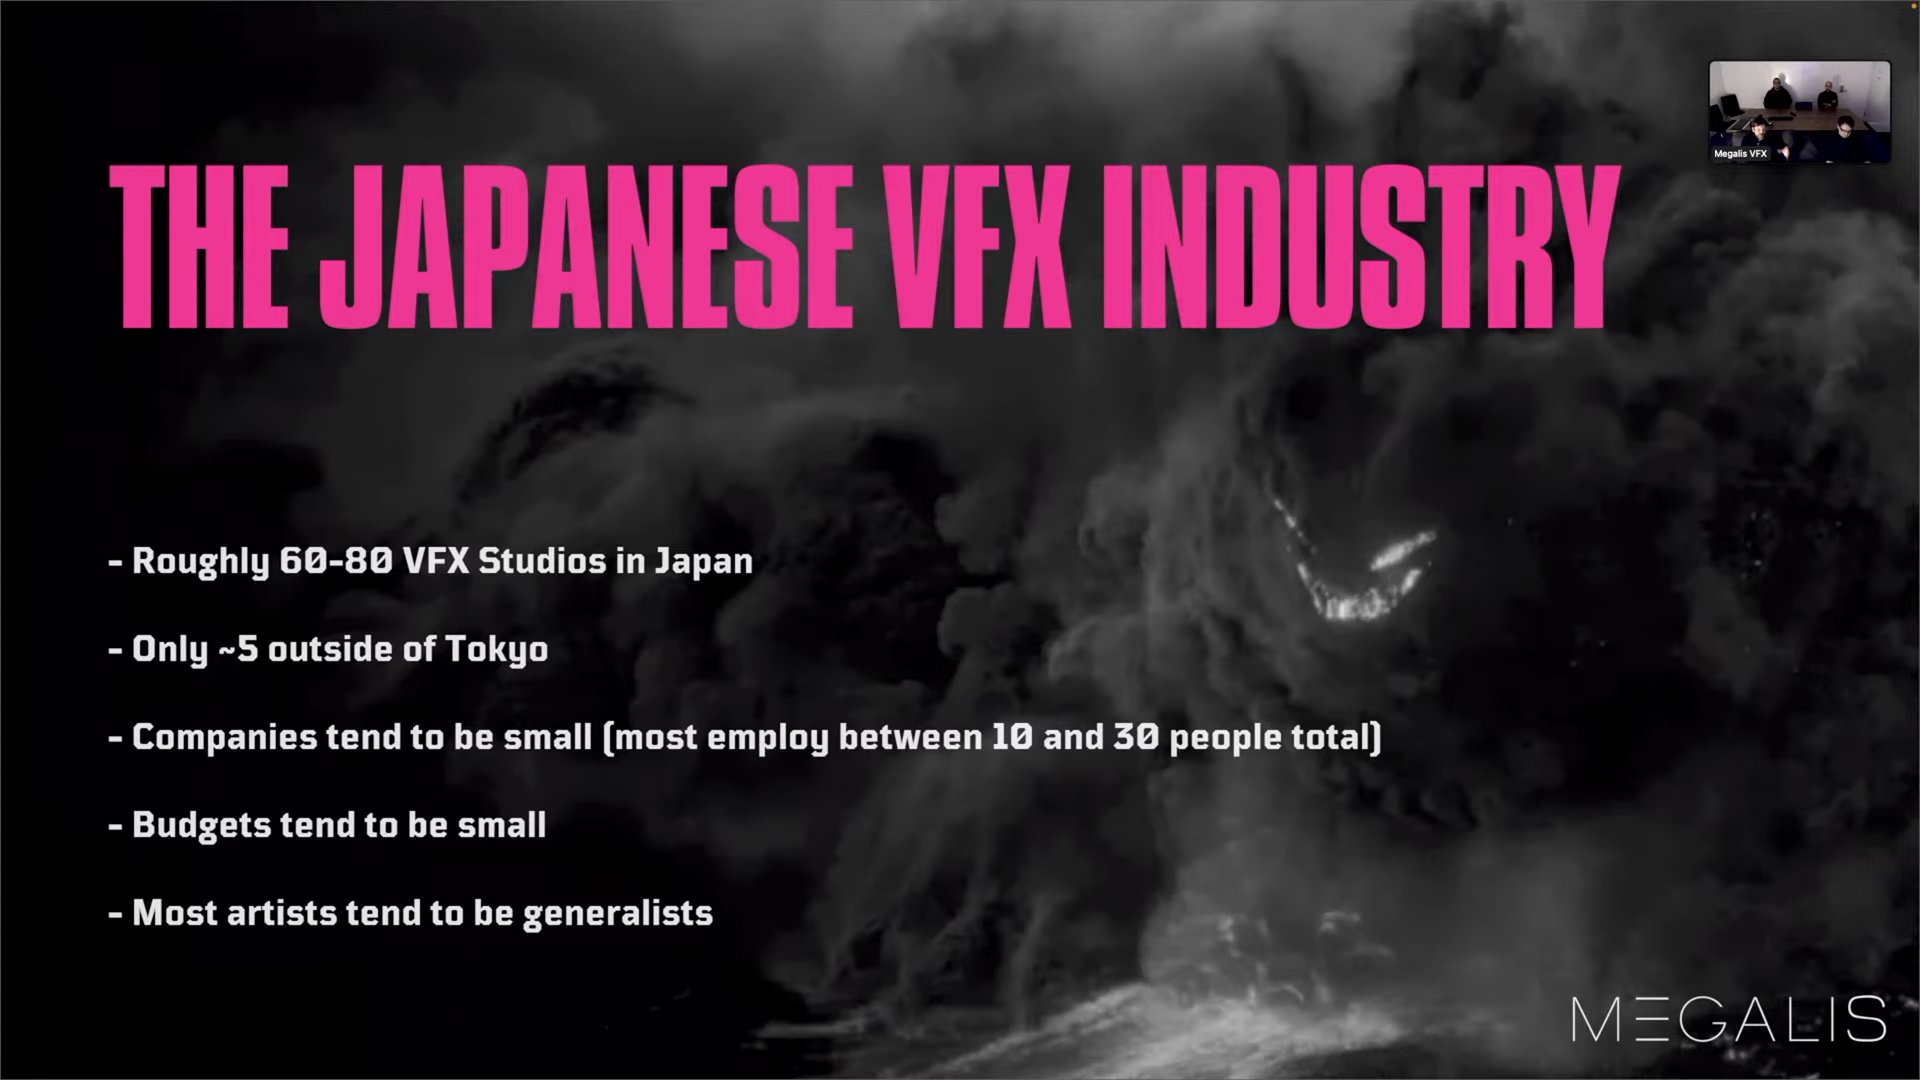 Megalis VFX
THE JAPANESE VFX INDUSTRY
- Roughly 60-80 VFX Studios in Japan
- Only ~5 outside of Tokyo
- Companies tend to be small (most employ between 10 and 30 people total)
- Budgets tend to be small
- Most artists tend to be generalists
MEGALIS